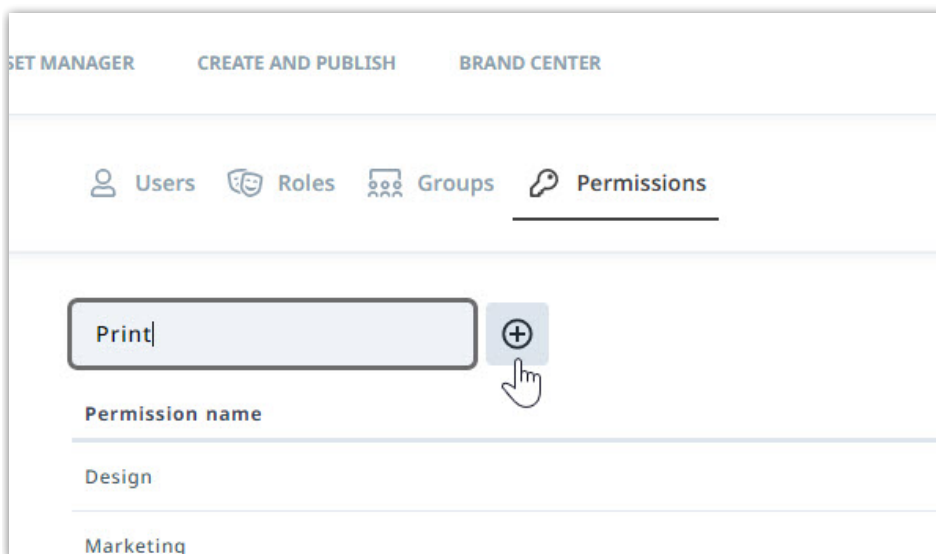 SET MANAGER CREATE AND PUBLISH BRAND CENTER
Users Roles Groups Permissions
Print
Permission name
Design
Marketing